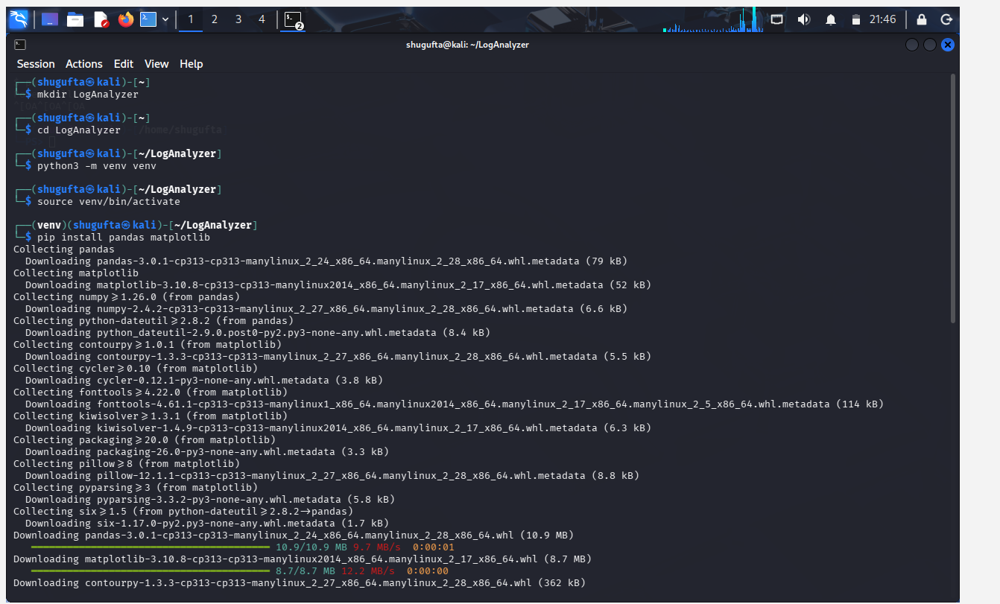 1 2 3 4 2 21:46
shugufta@kali: ~/LogAnalyzer
Session Actions Edit View Help
┌──(shugufta㉿kali)-[~]
└─$ mkdir LogAnalyzer
┌──(shugufta㉿kali)-[~]
└─$ cd LogAnalyzer /home/shugufta
┌──(shugufta㉿kali)-[~/LogAnalyzer]
└─$ python3 -m venv venv
┌──(shugufta㉿kali)-[~/LogAnalyzer]
└─$ source venv/bin/activate
┌──(venv)(shugufta㉿kali)-[~/LogAnalyzer]
└─$ pip install pandas matplotlib
Collecting pandas
Downloading pandas-3.0.1-cp313-cp313-manylinux_2_24_x86_64.manylinux_2_28_x86_64.whl.metadata (79 kB)
Collecting matplotlib
Downloading matplotlib-3.10.8-cp313-cp313-manylinux2014_x86_64.manylinux_2_17_x86_64.whl.metadata (52 kB)
Collecting numpy≥1.26.0 (from pandas)
Downloading numpy-2.4.2-cp313-cp313-manylinux_2_27_x86_64.manylinux_2_28_x86_64.whl.metadata (6.6 kB)
Collecting python-dateutil≥2.8.2 (from pandas)
Downloading python_dateutil-2.9.0.post0-py2.py3-none-any.whl.metadata (8.4 kB)
Collecting contourpy≥1.0.1 (from matplotlib)
Downloading contourpy-1.3.3-cp313-cp313-manylinux_2_27_x86_64.manylinux_2_28_x86_64.whl.metadata (5.5 kB)
Collecting cycler≥0.10 (from matplotlib)
Downloading cycler-0.12.1-py3-none-any.whl.metadata (3.8 kB)
Collecting fonttools≥4.22.0 (from matplotlib)
Downloading fonttools-4.61.1-cp313-cp313-manylinux1_x86_64.manylinux2014_x86_64.manylinux_2_17_x86_64.manylinux_2_5_x86_64.whl.metadata (114 kB)
Collecting kiwisolver≥1.3.1 (from matplotlib)
Downloading kiwisolver-1.4.9-cp313-cp313-manylinux2014_x86_64.manylinux_2_17_x86_64.whl.metadata (6.3 kB)
Collecting packaging≥20.0 (from matplotlib)
Downloading packaging-26.0-py3-none-any.whl.metadata (3.3 kB)
Collecting pillow≥8 (from matplotlib)
Downloading pillow-12.1.1-cp313-cp313-manylinux_2_27_x86_64.manylinux_2_28_x86_64.whl.metadata (8.8 kB)
Collecting pyparsing≥3 (from matplotlib)
Downloading pyparsing-3.3.2-py3-none-any.whl.metadata (5.8 kB)
Collecting six≥1.5 (from python-dateutil≥2.8.2→pandas)
Downloading six-1.17.0-py2.py3-none-any.whl.metadata (1.7 kB)
Downloading pandas-3.0.1-cp313-cp313-manylinux_2_24_x86_64.manylinux_2_28_x86_64.whl (10.9 MB)
10.9/10.9 MB 9.7 MB/s 0:00:01
Downloading matplotlib-3.10.8-cp313-cp313-manylinux2014_x86_64.manylinux_2_17_x86_64.whl (8.7 MB)
8.7/8.7 MB 12.2 MB/s 0:00:00
Downloading contourpy-1.3.3-cp313-cp313-manylinux_2_27_x86_64.manylinux_2_28_x86_64.whl (362 kB)